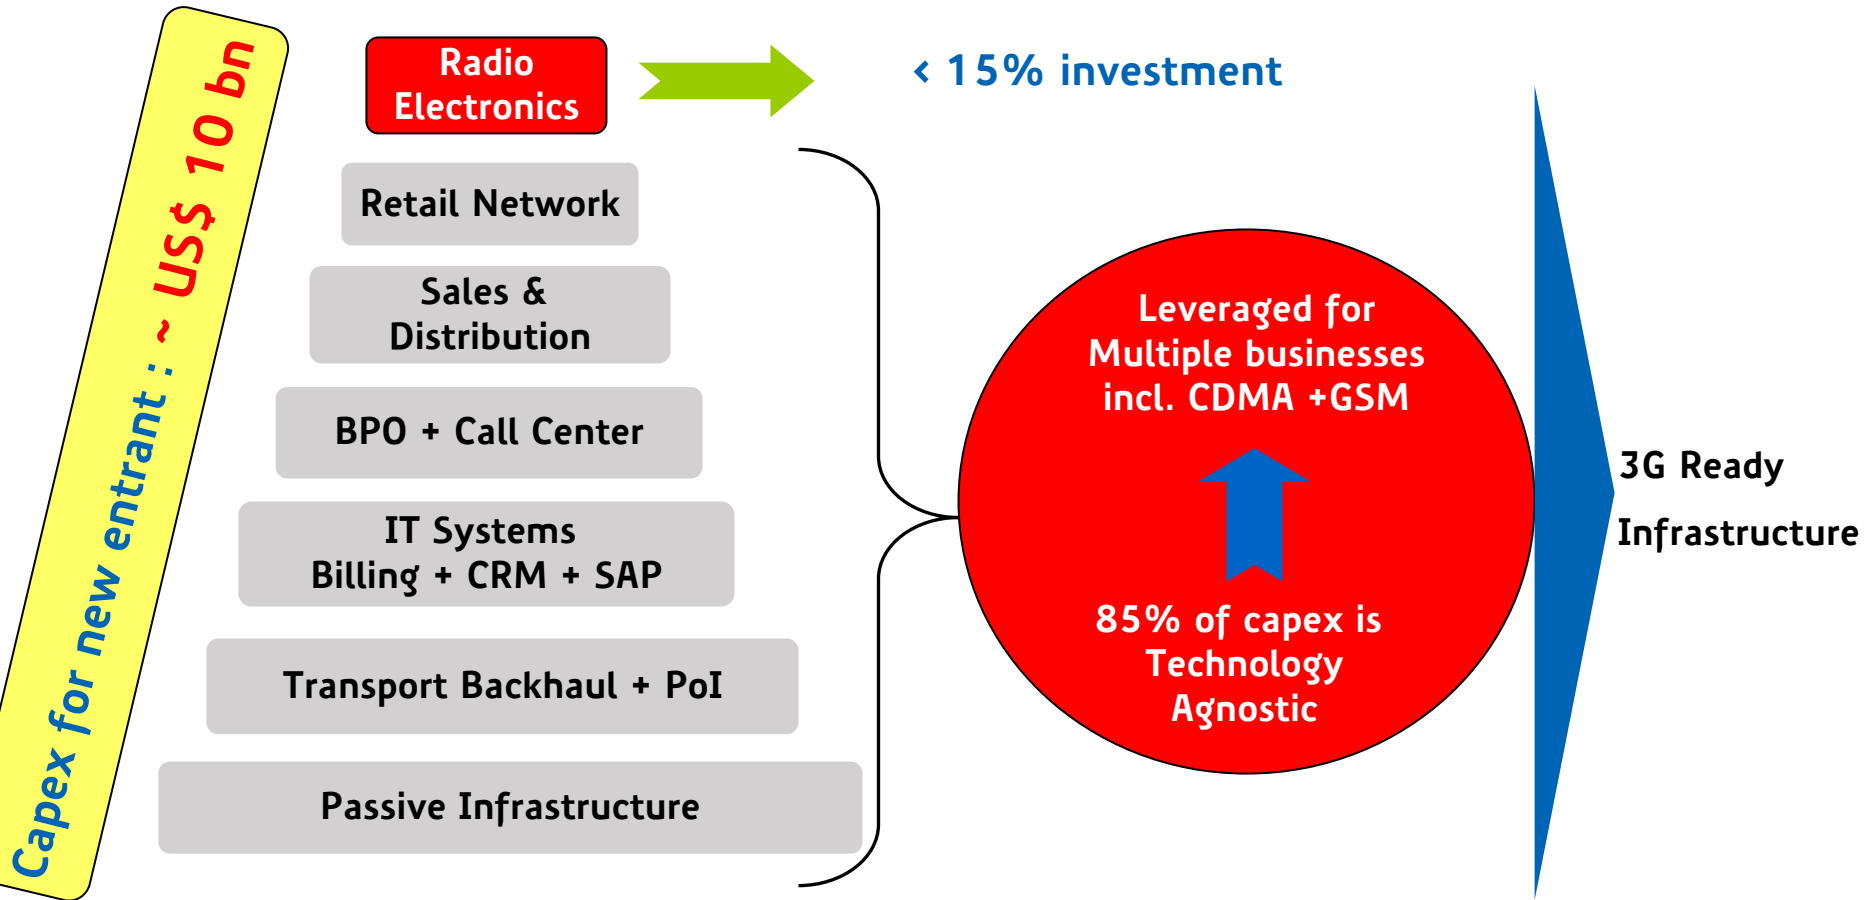 Capex for new entrant : ~ US$ 10 bn
Radio
Electronics
< 15% investment
Retail Network
Sales &
Distribution
BPO + Call Center
IT Systems
Billing + CRM + SAP
Transport Backhaul + PoI
Passive Infrastructure
Leveraged for
Multiple businesses
incl. CDMA +GSM
85% of capex is
Technology
Agnostic
3G Ready
Infrastructure